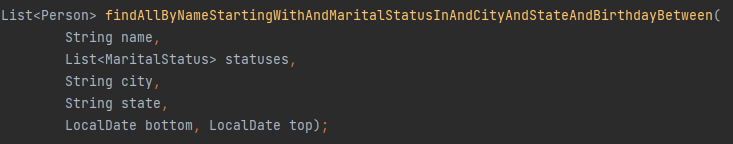 List<Person> findAllByNameStartingWithAndMaritalStatusInAndCityAndStateAndBirthdayBetween(
        String name,
        List<MaritalStatus> statuses,
        String city,
        String state,
        LocalDate bottom, LocalDate top);